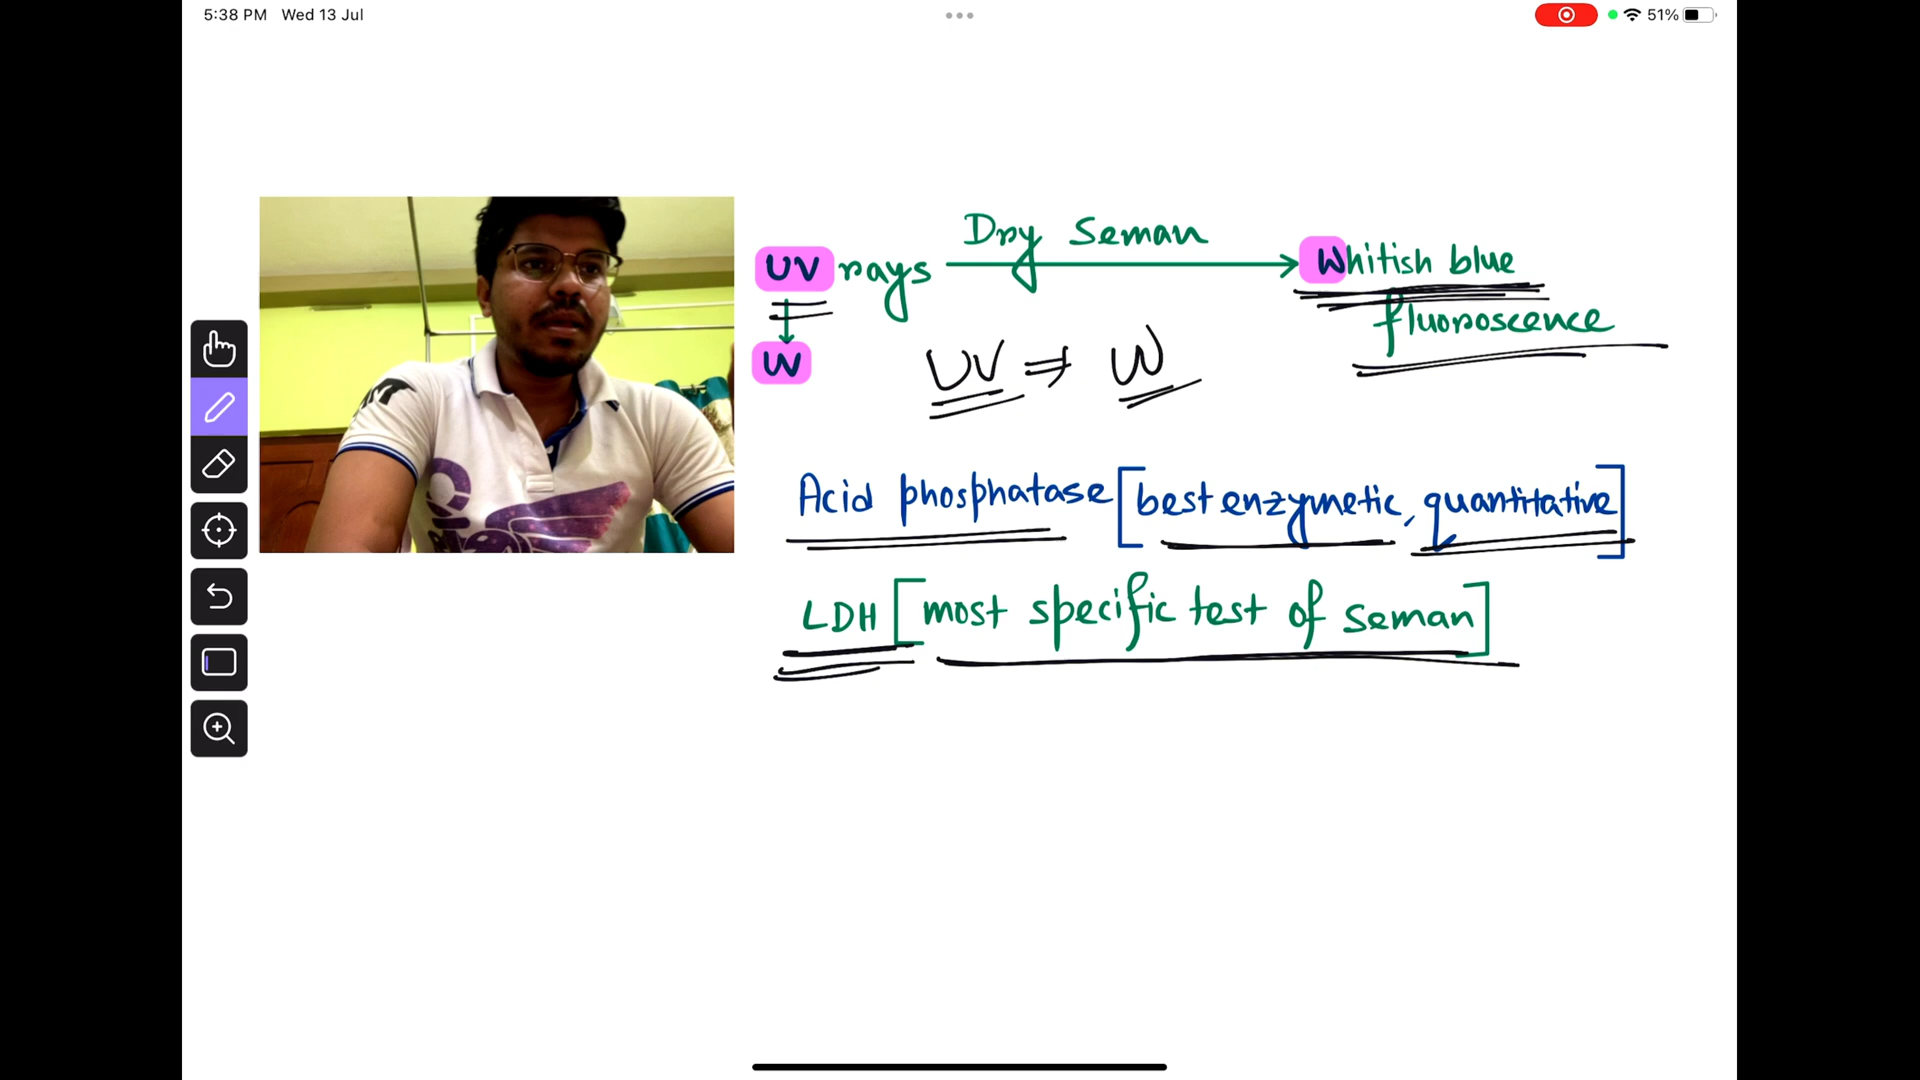 5:38 PM Wed 13 Jul
51%
UV rays Dry Seman Whitish blue
fluoroscence
W
UV ⇒ W
Acid phosphatase [best enzymetic, quantitative]
LDH [most specific test of seman]